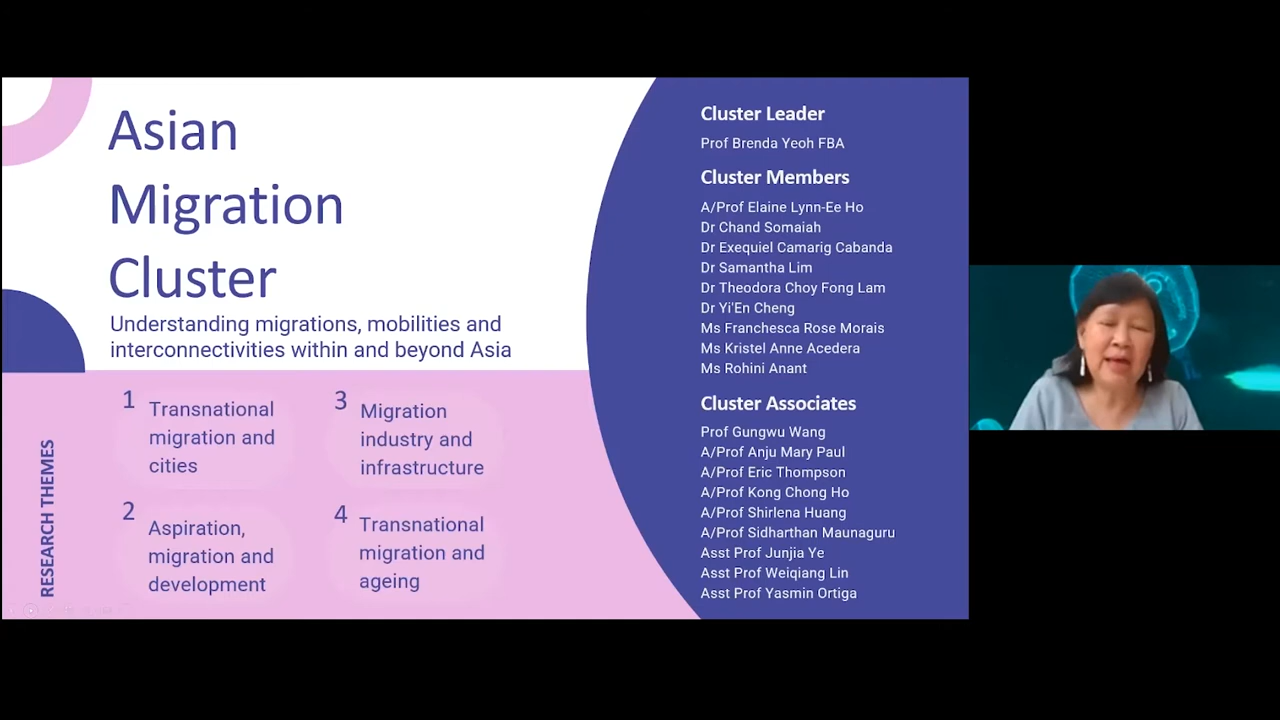 Asian
Migration
Cluster
Understanding migrations, mobilities and
interconnectivities within and beyond Asia
RESEARCH THEMES
1
Transnational
migration and
cities
2
Aspiration,
migration and
development
3
Migration
industry and
infrastructure
4
Transnational
migration and
ageing
Cluster Leader
Prof Brenda Yeoh FBA
Cluster Members
A/Prof Elaine Lynn-Ee Ho
Dr Chand Somaiah
Dr Exequiel Camarig Cabanda
Dr Samantha Lim
Dr Theodora Choy Fong Lam
Dr Yi'En Cheng
Ms Franchesca Rose Morais
Ms Kristel Anne Acedera
Ms Rohini Anant
Cluster Associates
Prof Gungwu Wang
A/Prof Anju Mary Paul
A/Prof Eric Thompson
A/Prof Kong Chong Ho
A/Prof Shirlena Huang
A/Prof Sidharthan Maunaguru
Asst Prof Junjia Ye
Asst Prof Weiqiang Lin
Asst Prof Yasmin Ortiga